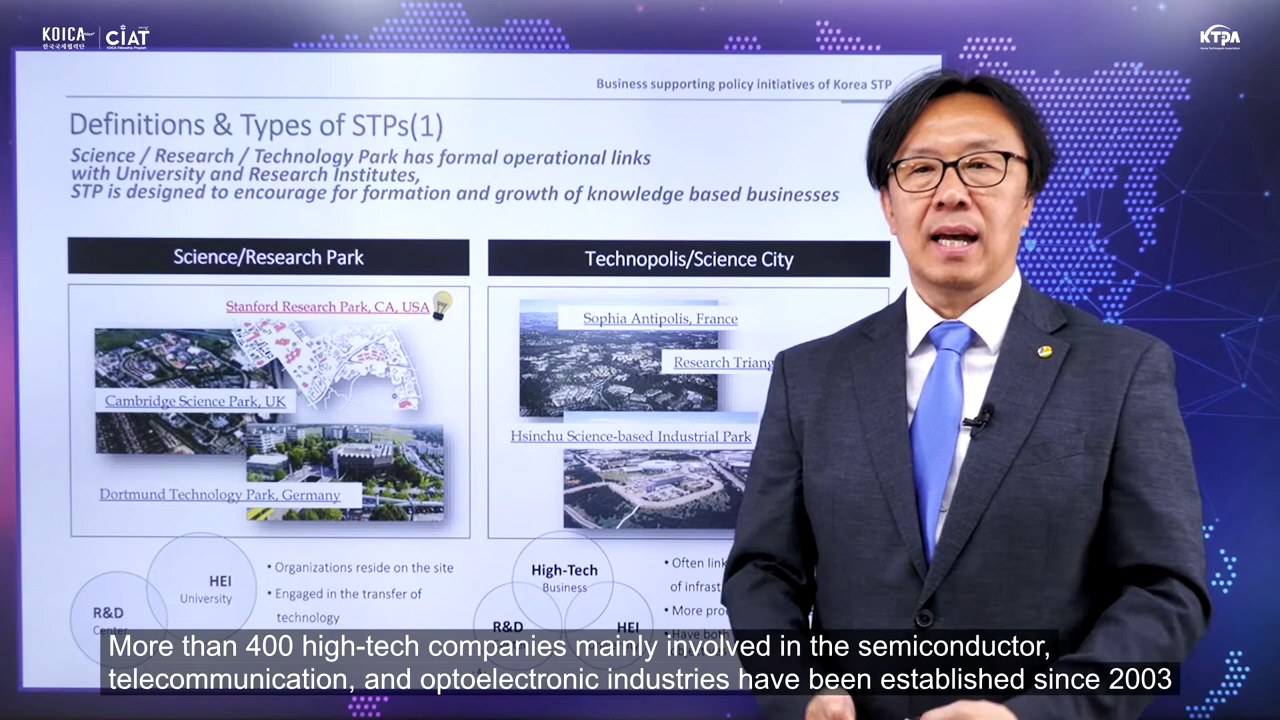 KOICA
한국국제협력단
CIAT
KOICA Fellowship Program
KTPA
Korea Technopark Association
Business supporting policy initiatives of Korea STP
Definitions & Types of STPs(1)
Science / Research / Technology Park has formal operational links
with University and Research Institutes,
STP is designed to encourage for formation and growth of knowledge based businesses
Science/Research Park
Technopolis/Science City
Stanford Research Park, CA, USA
Cambridge Science Park, UK
Dortmund Technology Park, Germany
Sophia Antipolis, France
Research Triang
Hsinchu Science-based Industrial Park
HEI
University
R&D
Center
• Organizations reside on the site
• Engaged in the transfer of
technology
High-Tech
Business
R&D
HEI
• Often link
of infrast
• More pro
• Have both
More than 400 high-tech companies mainly involved in the semiconductor,
telecommunication, and optoelectronic industries have been established since 2003